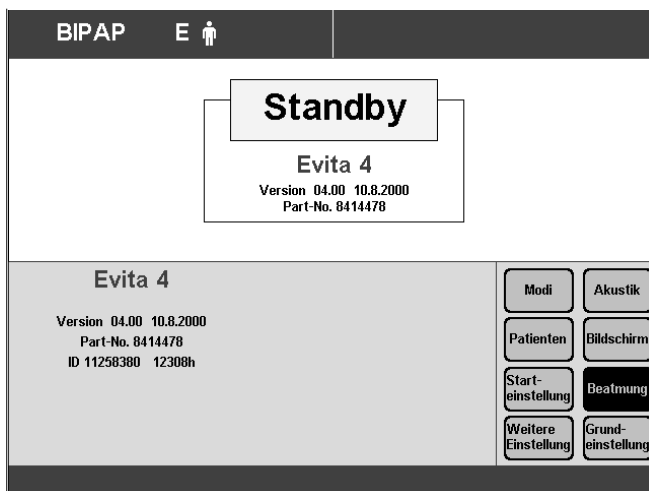 BIPAP E
Standby
Evita 4
Version 04.00 10.8.2000
Part-No. 8414478
Evita 4
Version 04.00 10.8.2000
Part-No. 8414478
ID 11258380 12308h
Modi
Akustik
Patienten
Bildschirm
Start-
einstellung
Beatmung
Weitere
Einstellung
Grund-
einstellung